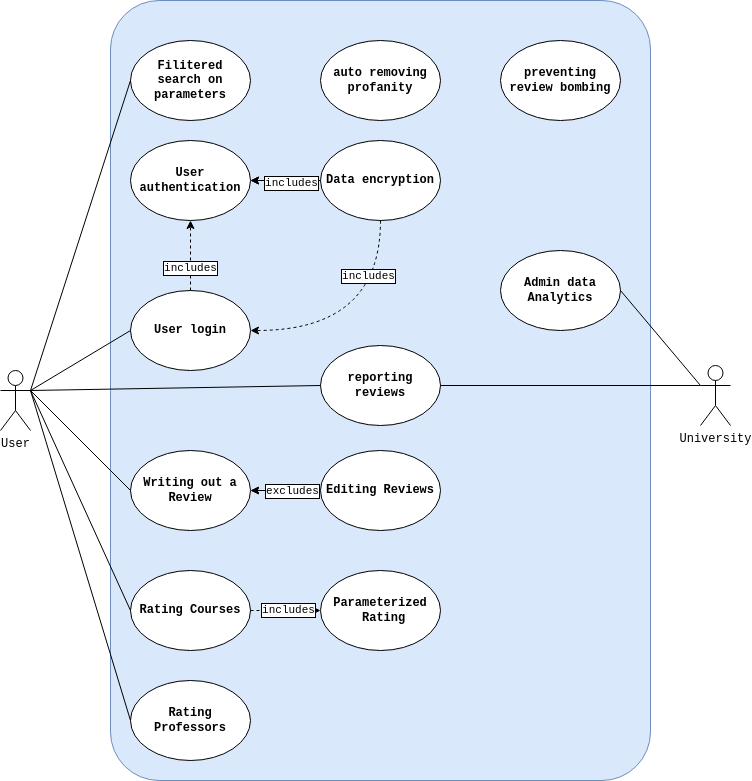 Filitered
search on
parameters
auto removing
profanity
preventing
review bombing
User
authentication
includes
Data encryption
includes
includes
Admin data
Analytics
User login
reporting
reviews
User
University
Writing out a
Review
excludes
Editing Reviews
Rating Courses
includes
Parameterized
Rating
Rating
Professors